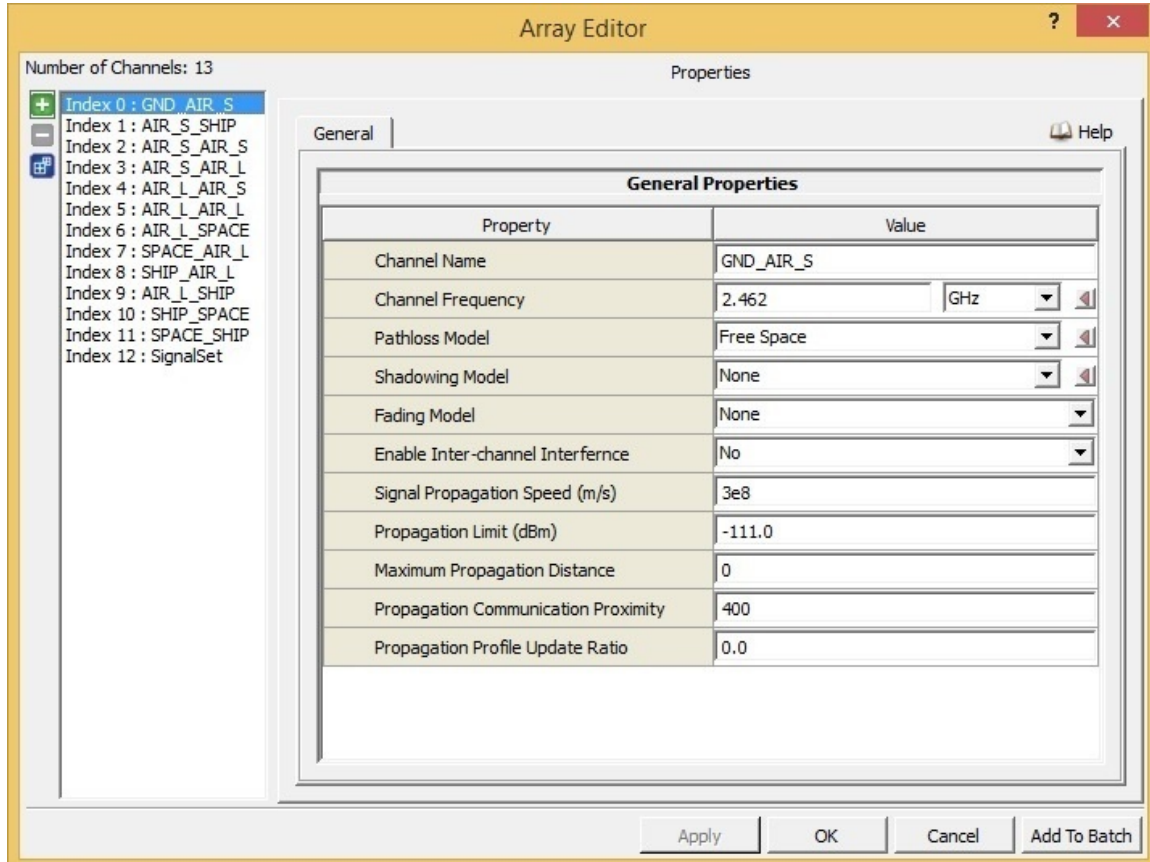 Array Editor
?
×
Number of Channels: 13
Properties
Index 0 : GND_AIR_S
Index 1 : AIR_S_SHIP
Index 2 : AIR_S_AIR_S
Index 3 : AIR_S_AIR_L
Index 4 : AIR_L_AIR_S
Index 5 : AIR_L_AIR_L
Index 6 : AIR_L_SPACE
Index 7 : SPACE_AIR_L
Index 8 : SHIP_AIR_L
Index 9 : AIR_L_SHIP
Index 10 : SHIP_SPACE
Index 11 : SPACE_SHIP
Index 12 : SignalSet
General
Help
General Properties
Property Value
Channel Name GND_AIR_S
Channel Frequency 2.462 GHz
Pathloss Model Free Space
Shadowing Model None
Fading Model None
Enable Inter-channel Interfernce No
Signal Propagation Speed (m/s) 3e8
Propagation Limit (dBm) -111.0
Maximum Propagation Distance 0
Propagation Communication Proximity 400
Propagation Profile Update Ratio 0.0
Apply OK Cancel Add To Batch